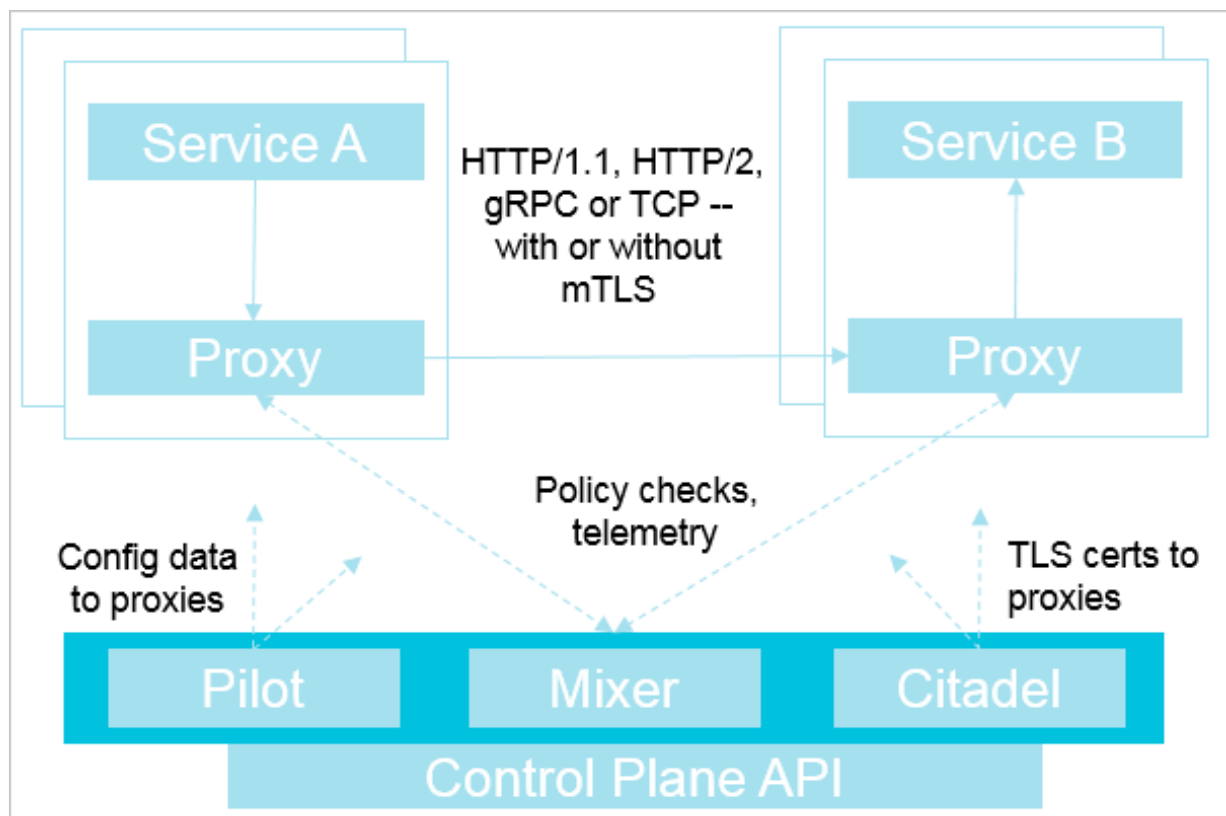 Service A
Service B
HTTP/1.1, HTTP/2,
gRPC or TCP --
with or without
mTLS
Proxy
Proxy
Policy checks,
telemetry
Config data
to proxies
TLS certs to
proxies
Pilot
Mixer
Citadel
Control Plane API